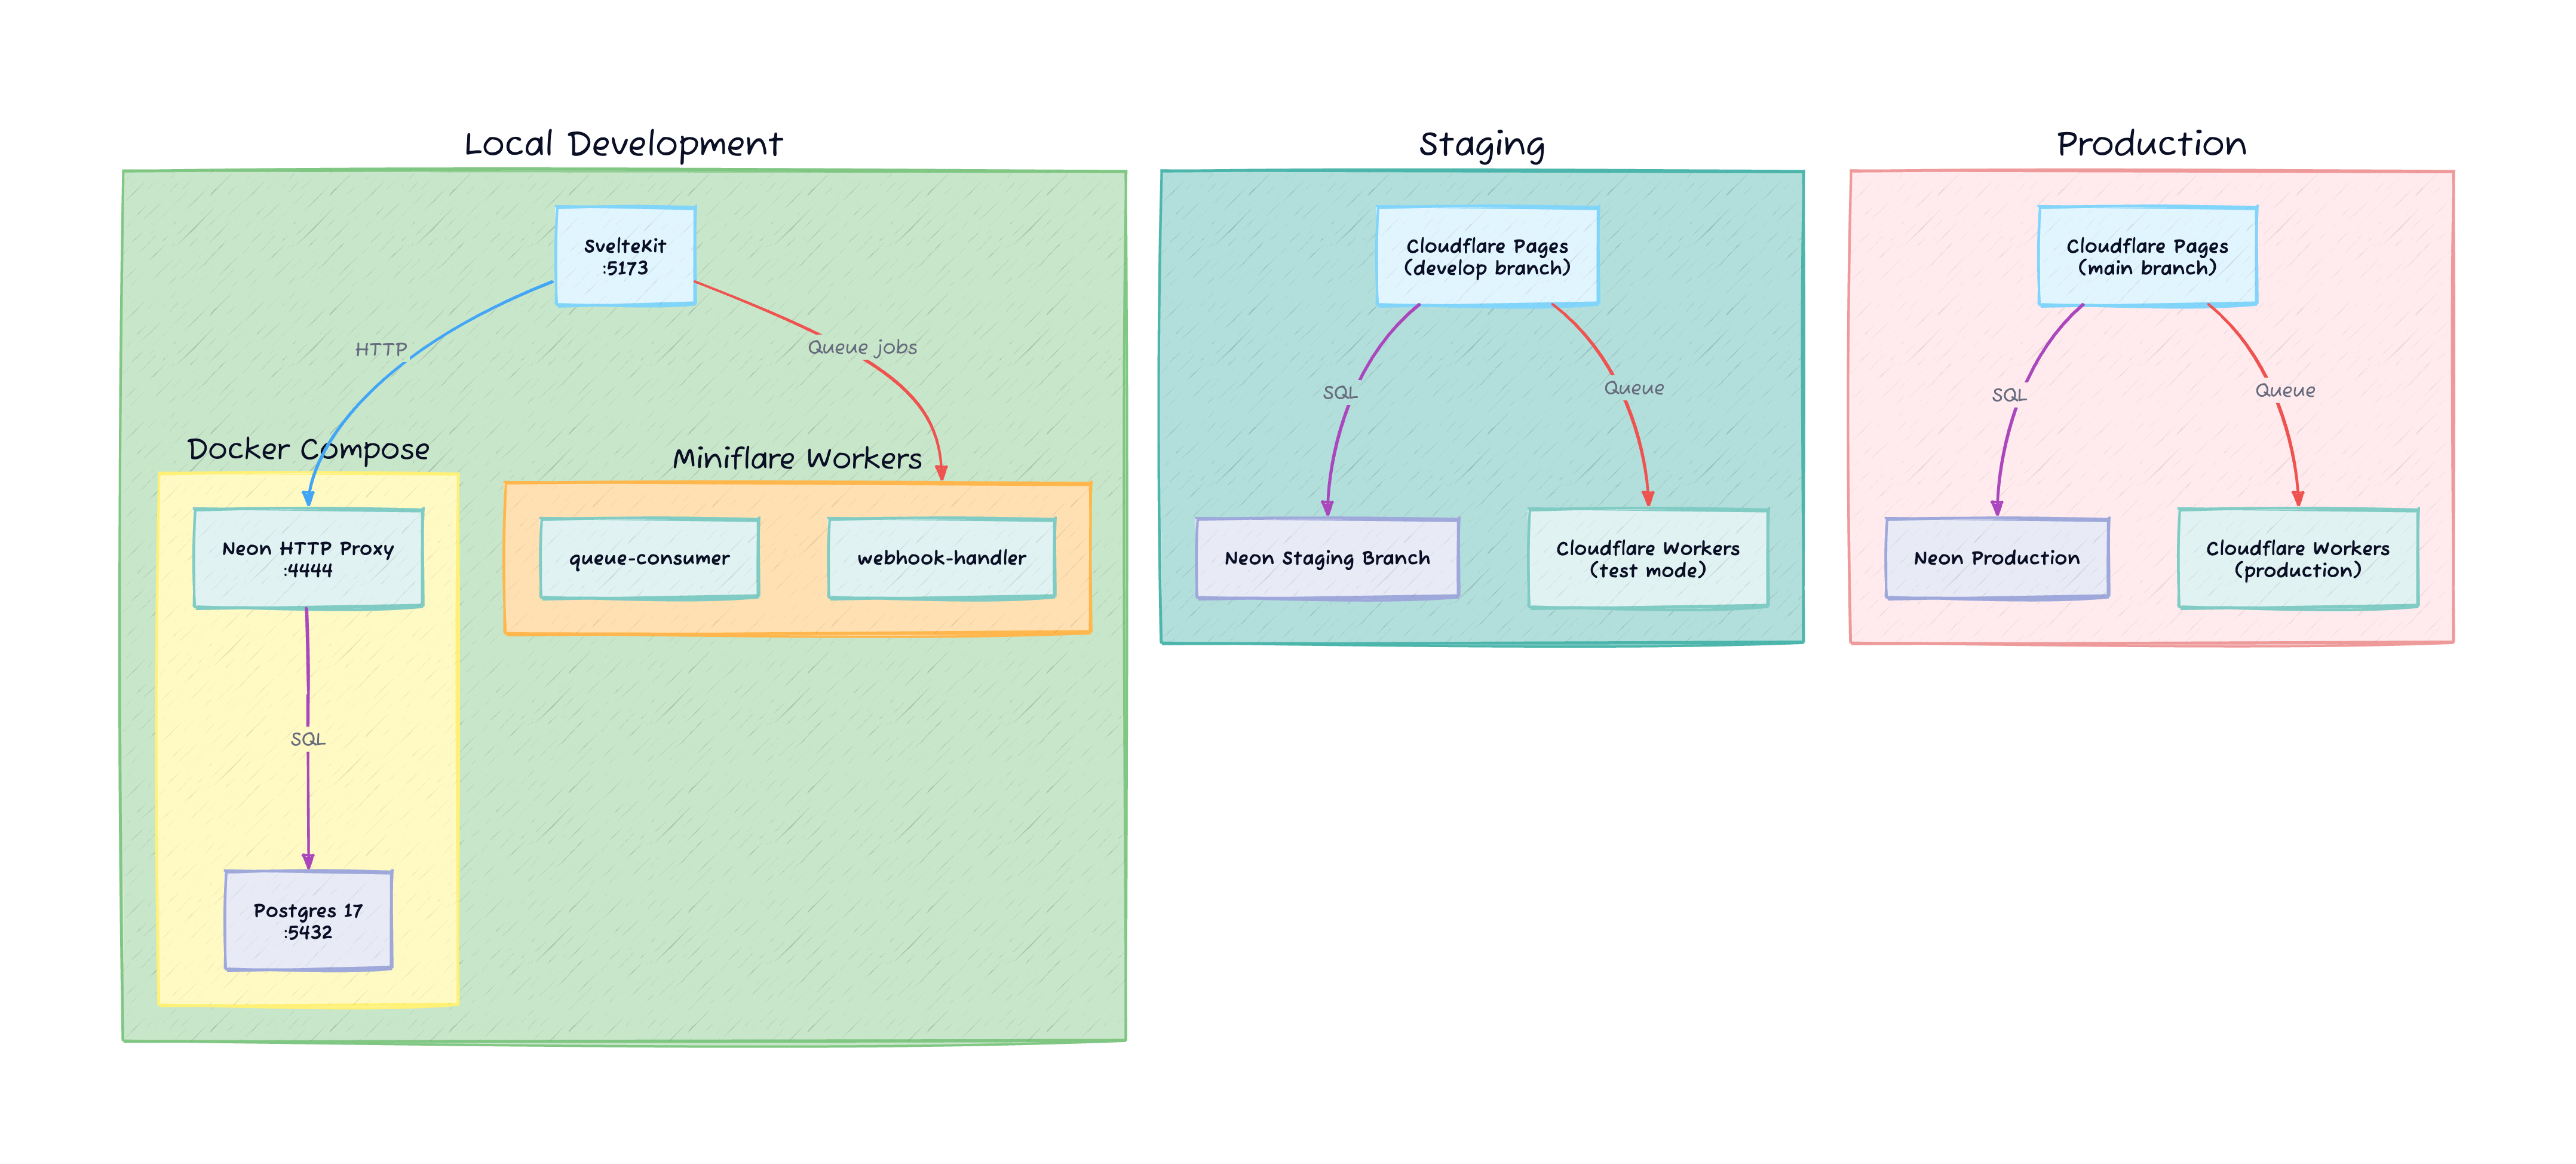 Local Development
SvelteKit
:5173
HTTP
Queue jobs
Docker Compose
Neon HTTP Proxy
:4444
SQL
Postgres 17
:5432
Miniflare Workers
queue-consumer
webhook-handler
Staging
Cloudflare Pages
(develop branch)
SQL
Queue
Neon Staging Branch
Cloudflare Workers
(test mode)
Production
Cloudflare Pages
(main branch)
SQL
Queue
Neon Production
Cloudflare Workers
(production)